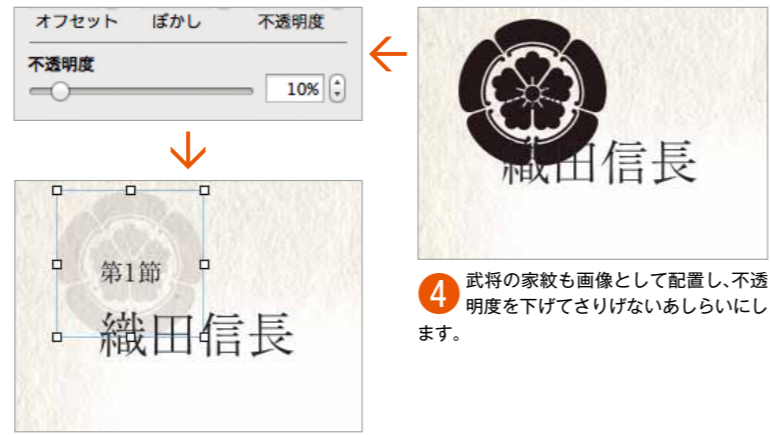 オフセット ぼかし 不透明度
不透明度
10%
織田信長
第1節
織田信長
4 武将の家紋も画像として配置し、不透
明度を下げてさりげないあしらいにし
ます。